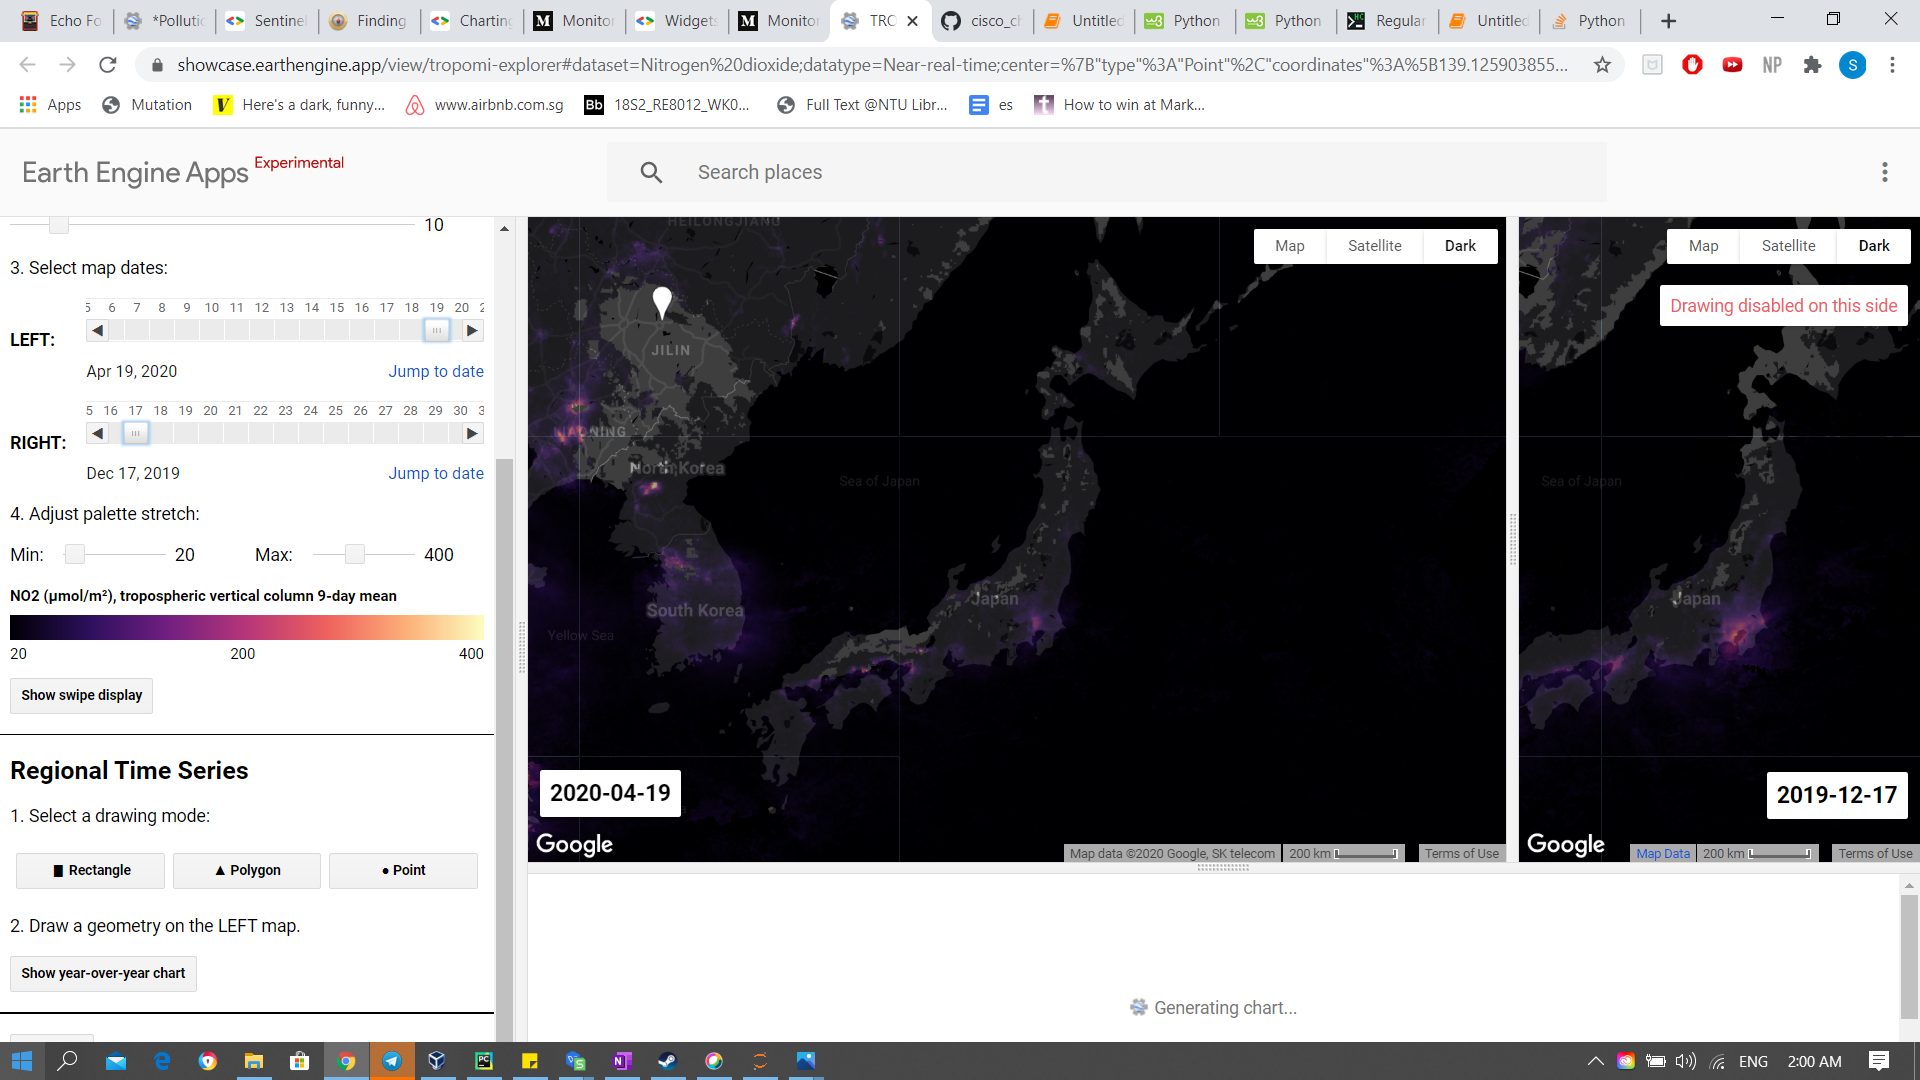 Echo Fo
*Polluti
Sentinel
Finding
Charting
Monitor
Widgets
Monitor
TRO
cisco_ch
Untitled
Python
Python
Regular
Untitled
Python
showcase.earthengine.app/view/tropomi-explorer#dataset=Nitrogen%20dioxide;datatype=Near-real-time;center=%7B"type"%3A"Point"%2C"coordinates"%3A%5B139.125903855...
NP
S
Apps
Mutation
Here's a dark, funny...
www.airbnb.com.sg
Bb 18S2_RE8012_WK0...
Full Text @NTU Libr...
es
How to win at Mark...
Earth Engine Apps Experimental
Search places
10
3. Select map dates:
5 6 7 8 9 10 11 12 13 14 15 16 17 18 19 20 2
LEFT:
Apr 19, 2020 Jump to date
5 16 17 18 19 20 21 22 23 24 25 26 27 28 29 30 3
RIGHT:
Dec 17, 2019 Jump to date
4. Adjust palette stretch:
Min: 20 Max: 400
NO2 (µmol/m²), tropospheric vertical column 9-day mean
20 200 400
Show swipe display
Regional Time Series
1. Select a drawing mode:
Rectangle
Polygon
Point
2. Draw a geometry on the LEFT map.
Show year-over-year chart
HEILONGJIANG
JILIN
LIAONING
North Korea
South Korea
Yellow Sea
Sea of Japan
Japan
Map Satellite Dark
2020-04-19
Google
Map data ©2020 Google, SK telecom
200 km
Terms of Use
Map Satellite Dark
Drawing disabled on this side
Sea of Japan
Japan
2019-12-17
Google
Map Data
200 km
Terms of Use
Generating chart...
ENG
2:00 AM